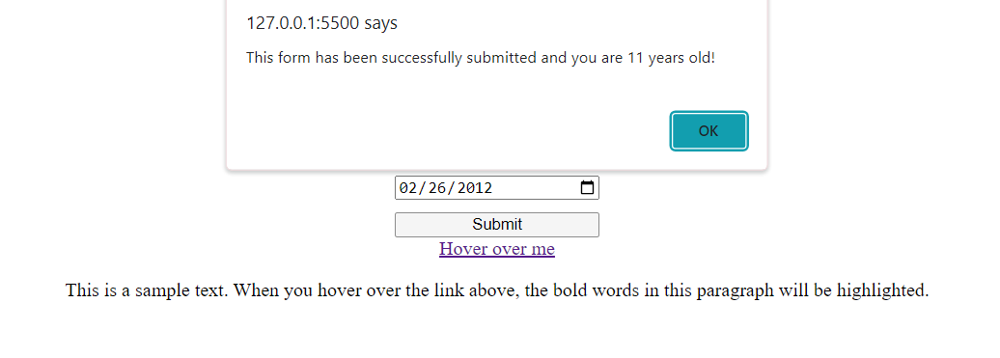 127.0.0.1:5500 says
This form has been successfully submitted and you are 11 years old!
OK
02/26/2012
Submit
Hover over me
This is a sample text. When you hover over the link above, the bold words in this paragraph will be highlighted.